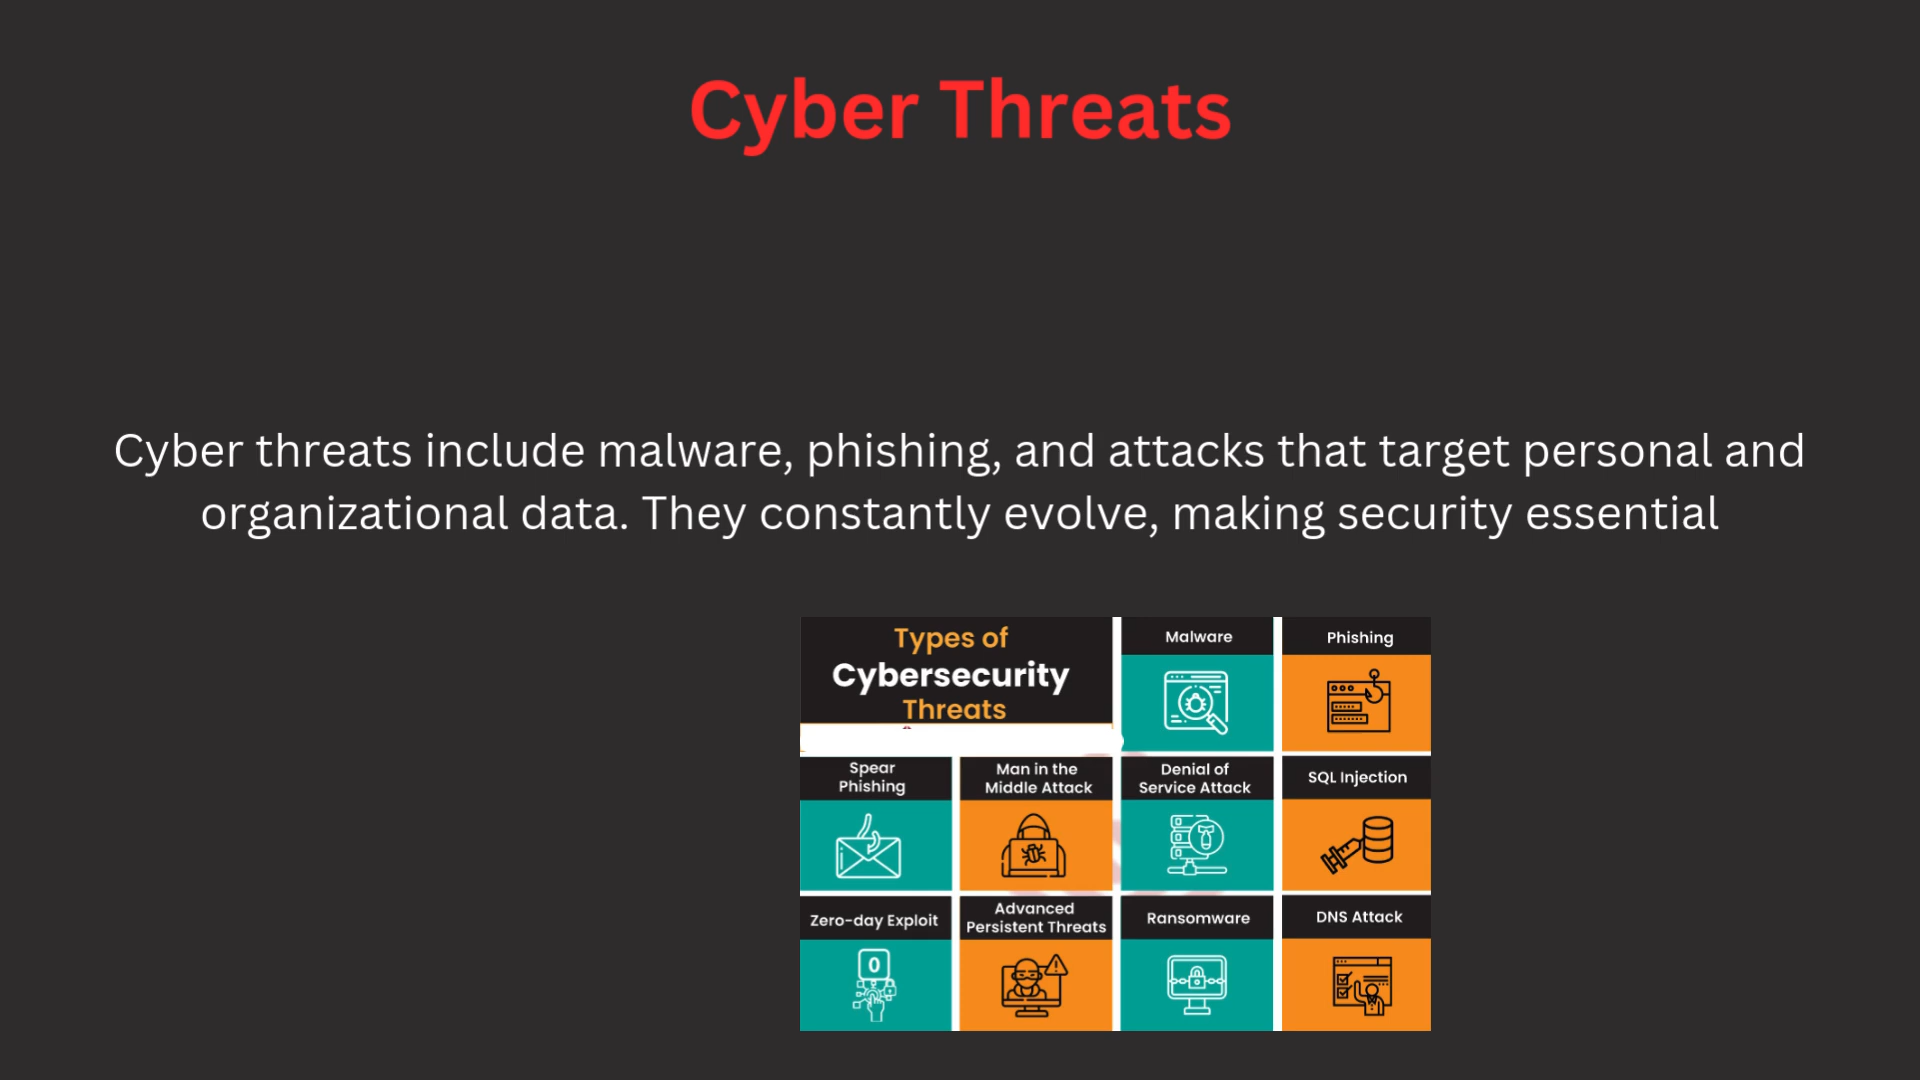 Cyber Threats
Cyber threats include malware, phishing, and attacks that target personal and
organizational data. They constantly evolve, making security essential
Types of
Cybersecurity
Threats
Malware
Phishing
Spear
Phishing
Man in the
Middle Attack
Denial of
Service Attack
SQL Injection
Zero-day Exploit
0
Advanced
Persistent Threats
Ransomware
DNS Attack